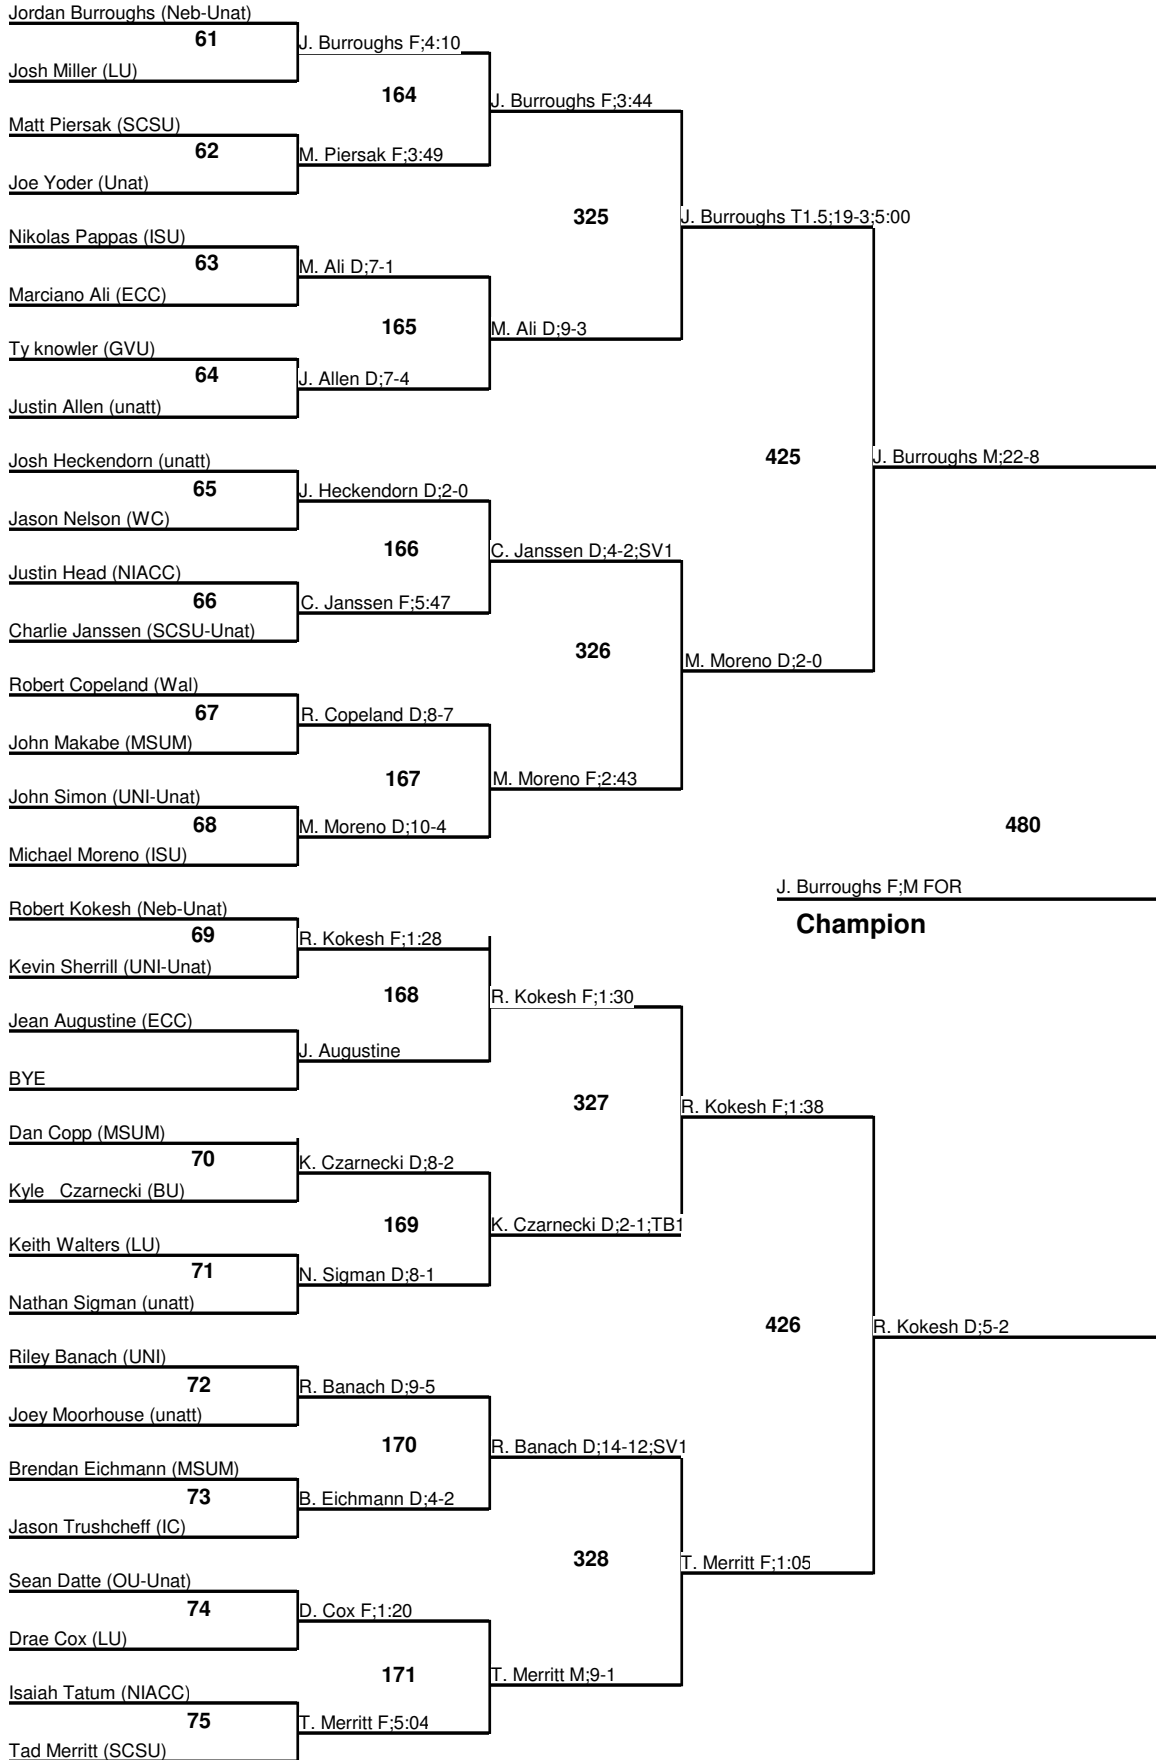 Jordan Burroughs (Neb-Unat)
61
J. Burroughs F;4:10
Josh Miller (LU)
164
J. Burroughs F;3:44
Matt Piersak (SCSU)
62
M. Piersak F;3:49
Joe Yoder (Unat)
325
J. Burroughs T1.5;19-3;5:00
Nikolas Pappas (ISU)
63
M. Ali D;7-1
Marciano Ali (ECC)
165
M. Ali D;9-3
Ty knowler (GVU)
64
J. Allen D;7-4
Justin Allen (unatt)
425
J. Burroughs M;22-8
Josh Heckendorn (unatt)
65
J. Heckendorn D;2-0
Jason Nelson (WC)
166
C. Janssen D;4-2;SV1
Justin Head (NIACC)
66
C. Janssen F;5:47
Charlie Janssen (SCSU-Unat)
326
M. Moreno D;2-0
Robert Copeland (Wal)
67
R. Copeland D;8-7
John Makabe (MSUM)
167
M. Moreno F;2:43
John Simon (UNI-Unat)
68
M. Moreno D;10-4
Michael Moreno (ISU)
480
J. Burroughs F;M FOR
Champion
Robert Kokesh (Neb-Unat)
69
R. Kokesh F;1:28
Kevin Sherrill (UNI-Unat)
168
R. Kokesh F;1:30
Jean Augustine (ECC)
J. Augustine
BYE
327
R. Kokesh F;1:38
Dan Copp (MSUM)
70
K. Czarnecki D;8-2
Kyle   Czarnecki (BU)
169
K. Czarnecki D;2-1;TB1
Keith Walters (LU)
71
N. Sigman D;8-1
Nathan Sigman (unatt)
426
R. Kokesh D;5-2
Riley Banach (UNI)
72
R. Banach D;9-5
Joey Moorhouse (unatt)
170
R. Banach D;14-12;SV1
Brendan Eichmann (MSUM)
73
B. Eichmann D;4-2
Jason Trushcheff (IC)
328
T. Merritt F;1:05
Sean Datte (OU-Unat)
74
D. Cox F;1:20
Drae Cox (LU)
171
T. Merritt M;9-1
Isaiah Tatum (NIACC)
75
T. Merritt F;5:04
Tad Merritt (SCSU)